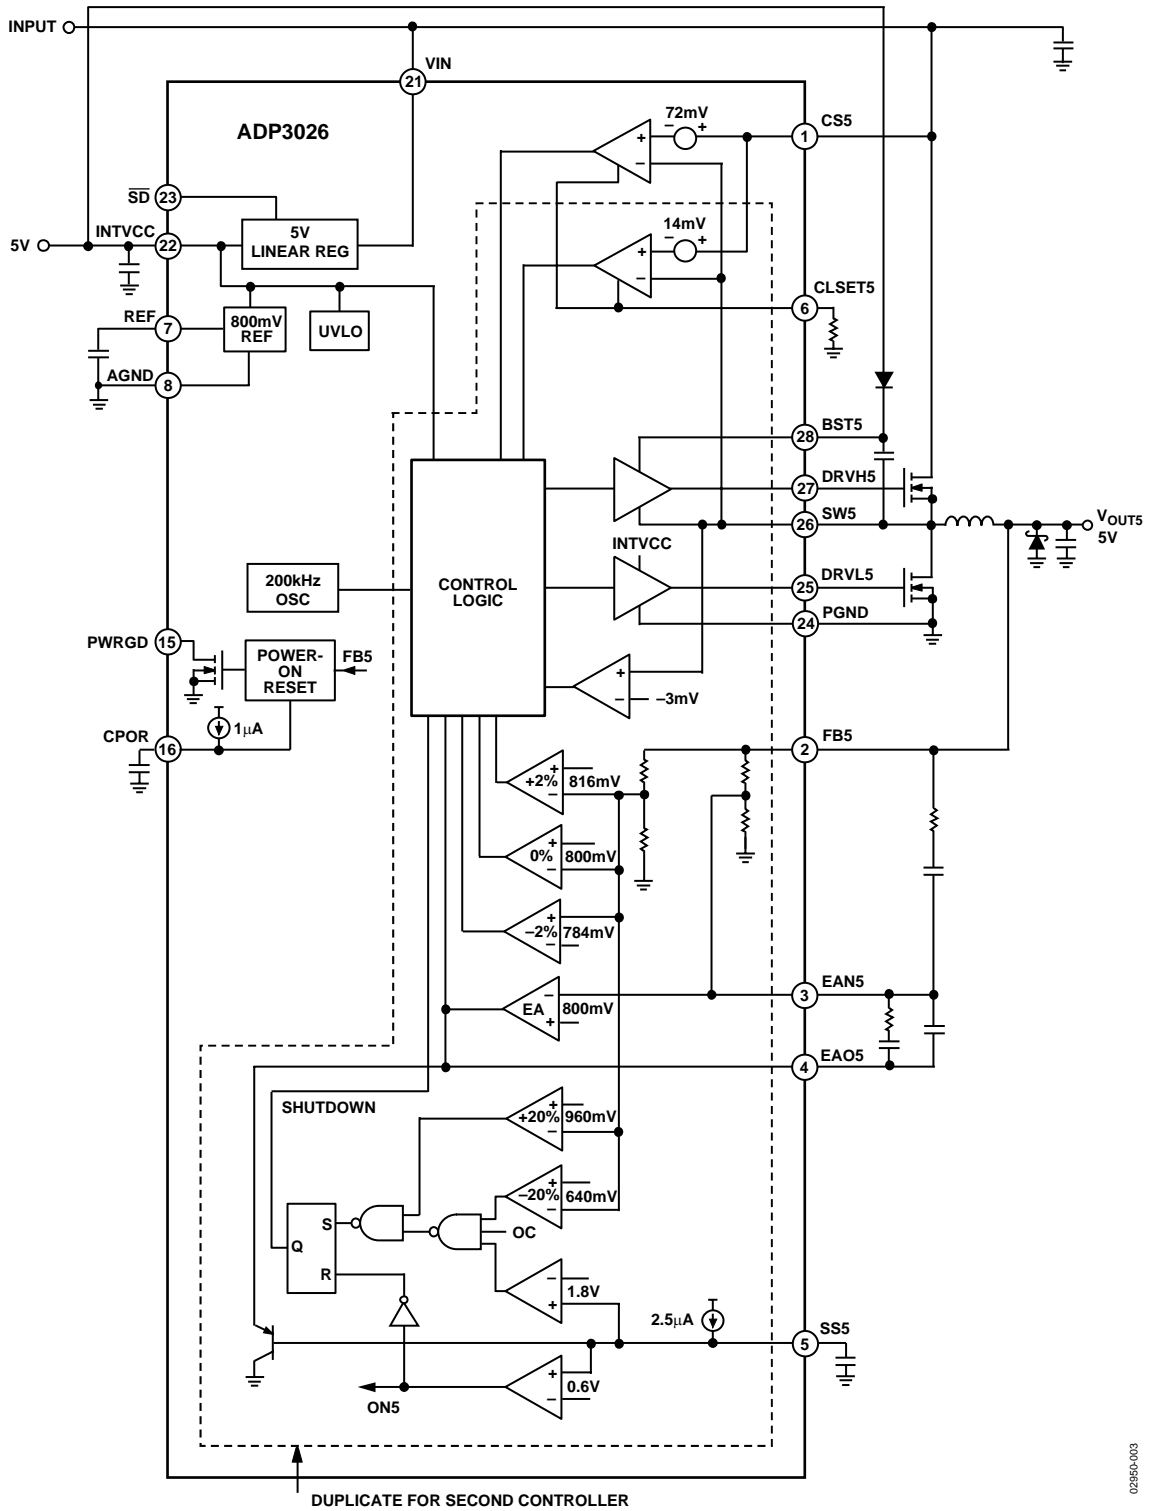 INPUT
VIN
21
ADP3026
72mV
– +
CS5
1
+
–
SD
23
INTVCC
5V
22
5V
LINEAR REG
14mV
– +
+
–
CLSET5
6
REF
7
800mV
REF
UVLO
AGND
8
BST5
28
DRVH5
27
SW5
26
VOUT5
5V
INTVCC
200kHz
OSC
CONTROL
LOGIC
DRVL5
25
PGND
24
15
PWRGD
POWER-
ON
RESET
FB5
+
–
–3mV
CPOR
16
1µA
FB5
2
+
+2%
–
816mV
+
0%
–
800mV
+
–2%
–
784mV
–
EA
+
800mV
EAN5
3
EAO5
4
SHUTDOWN
+
+20%
–
960mV
+
–20%
–
640mV
S
Q
R
OC
–
+
1.8V
2.5µA
SS5
5
+
–
0.6V
ON5
DUPLICATE FOR SECOND CONTROLLER
02950-003